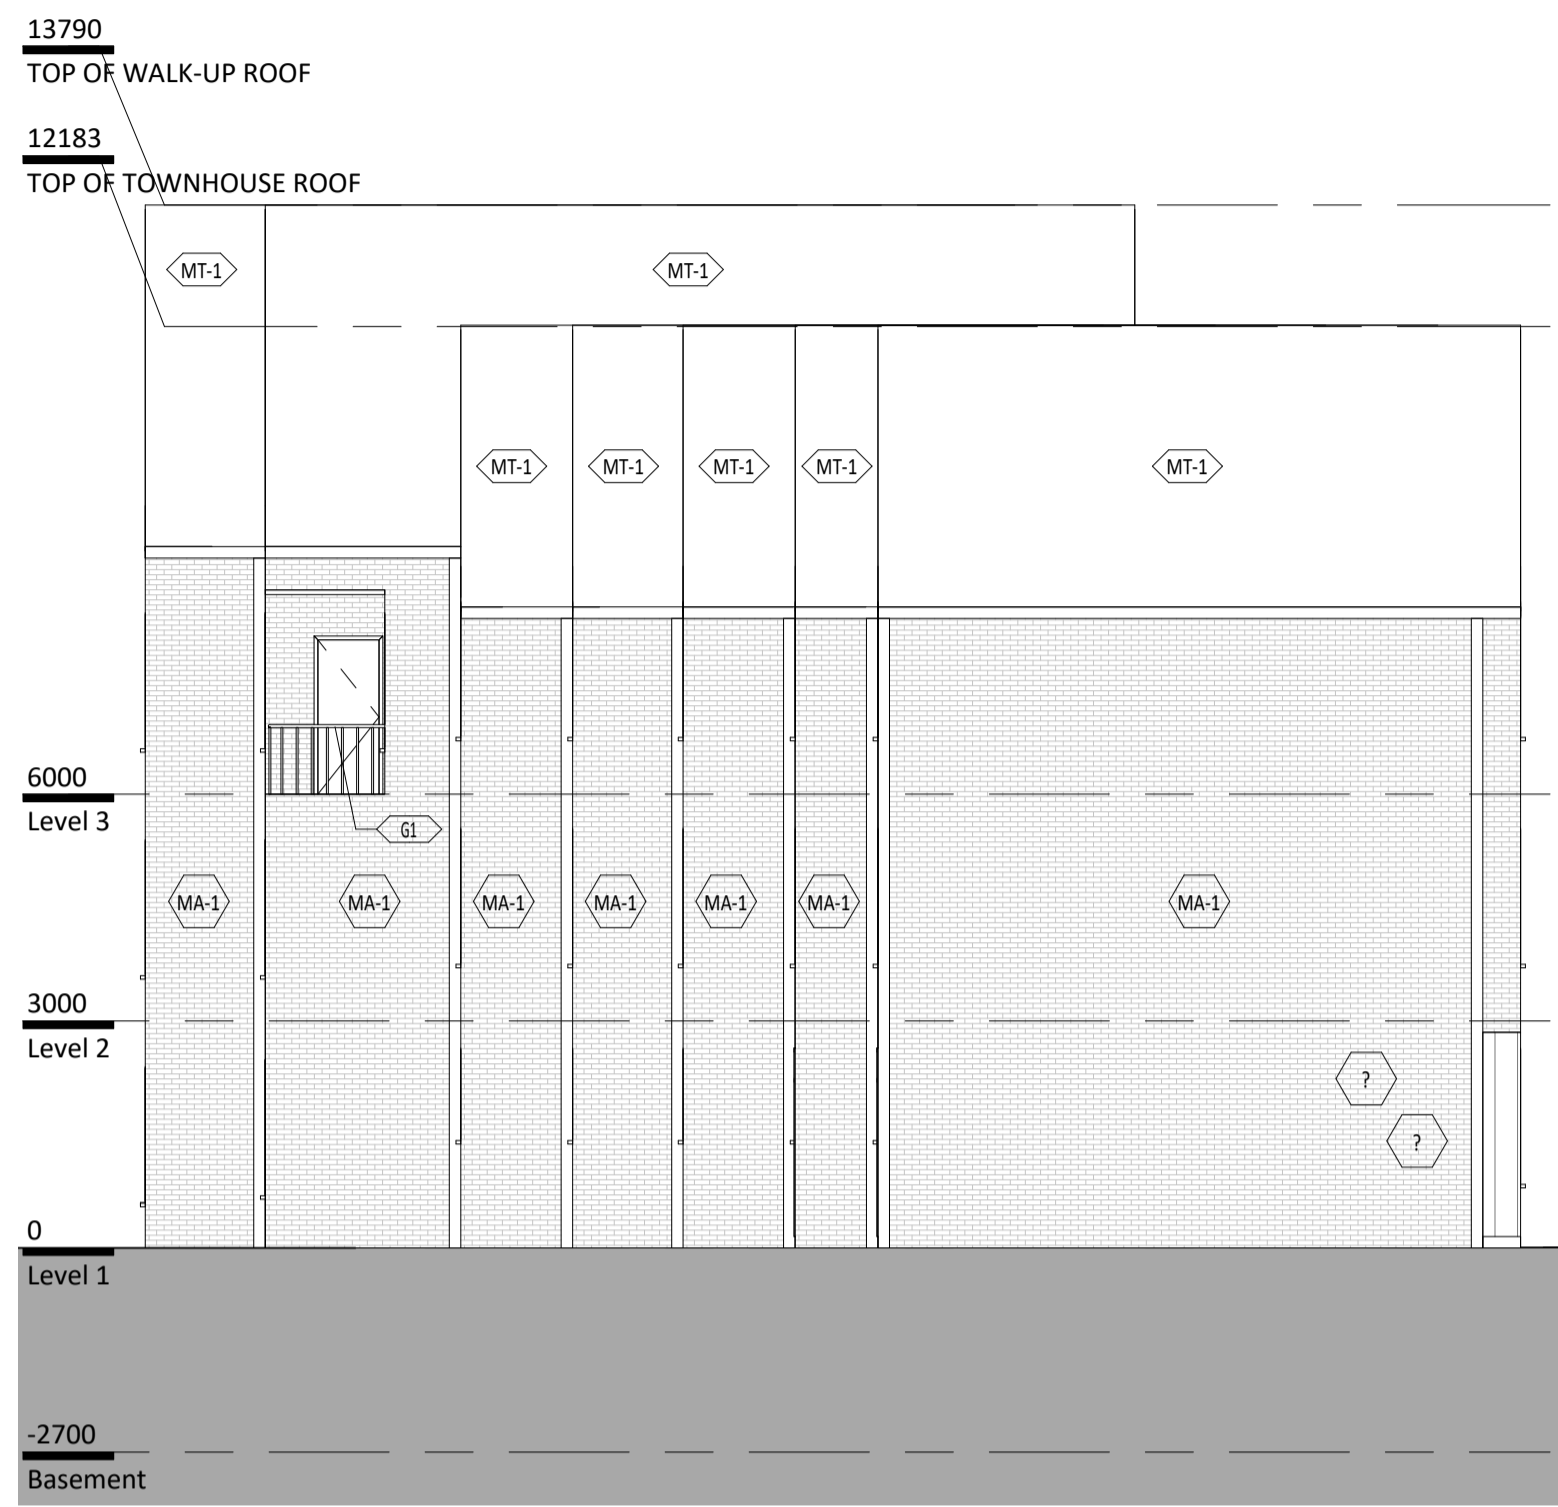 13790
TOP OF WALK-UP ROOF
12183
TOP OF TOWNHOUSE ROOF
MT-1 MT-1
MT-1 MT-1 MT-1 MT-1 MT-1
6000
Level 3
G1
MA-1 MA-1 MA-1 MA-1 MA-1 MA-1 MA-1
3000
Level 2
?
?
0
Level 1
-2700
Basement